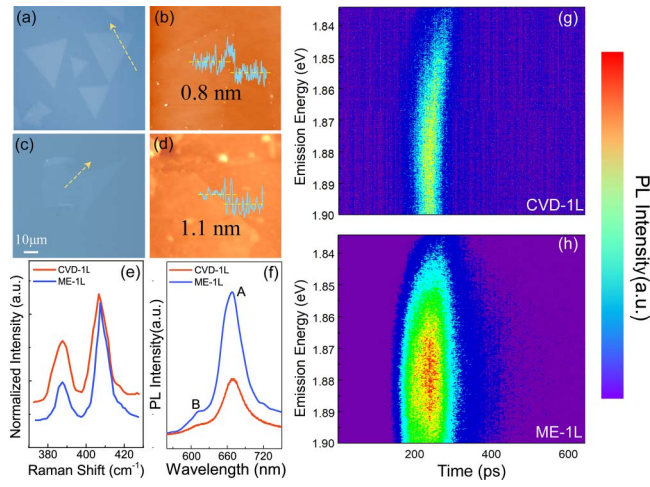 (a)
(b)
0.8 nm
(c)
10μm
(d)
1.1 nm
(e)
CVD-1L
ME-1L
Normalized Intensity (a.u.)
380 400 420
Raman Shift (cm⁻¹)
(f)
CVD-1L
ME-1L
A
B
PL Intensity(a.u.)
600 660 720
Wavelength (nm)
(g)
Emission Energy (eV)
1.84
1.85
1.86
1.87
1.88
1.89
1.90
CVD-1L
(h)
Emission Energy (eV)
1.84
1.85
1.86
1.87
1.88
1.89
1.90
ME-1L
200 400 600
Time (ps)
PL Intensity(a.u.)